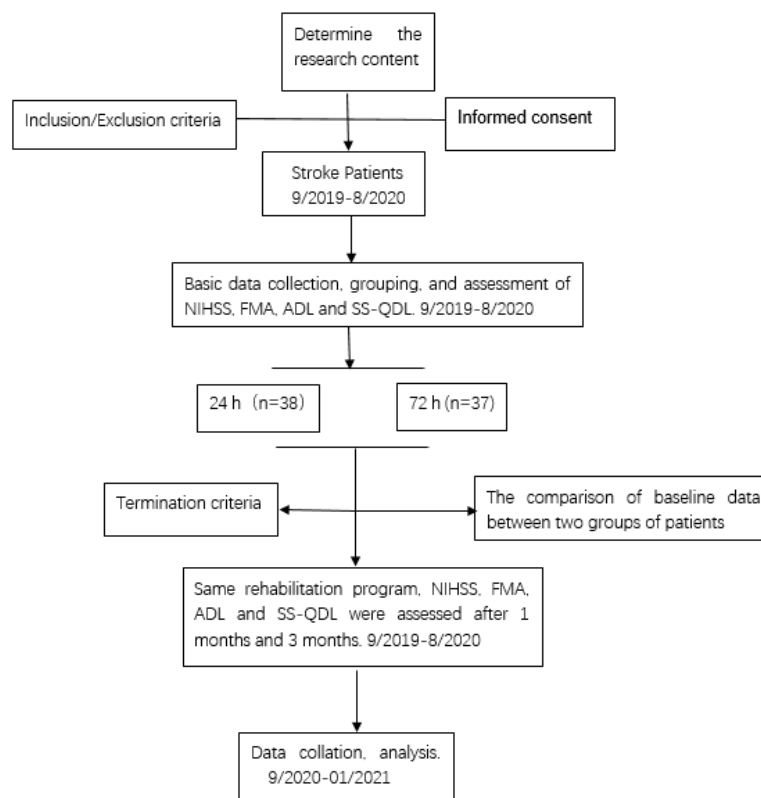 Determine the
research content
Inclusion/Exclusion criteria
Informed consent
Stroke Patients
9/2019-8/2020
Basic data collection, grouping, and assessment of
NIHSS, FMA, ADL and SS-QDL. 9/2019-8/2020
24 h (n=38)
72 h (n=37)
Termination criteria
The comparison of baseline data
between two groups of patients
Same rehabilitation program, NIHSS, FMA,
ADL and SS-QDL were assessed after 1
months and 3 months. 9/2019-8/2020
Data collation, analysis.
9/2020-01/2021